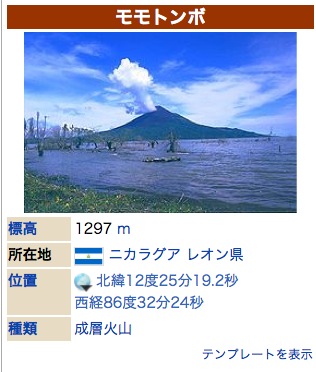 モモトンボ
標高 1297 m
所在地 ニカラグア レオン県
位置 北緯12度25分19.2秒
西経86度32分24秒
種類 成層火山
テンプレートを表示